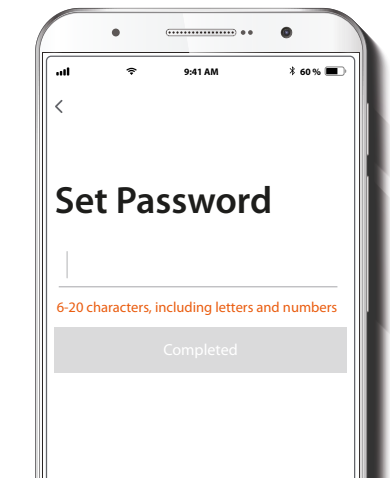 9:41 AM 60 %
Set Password
6-20 characters, including letters and numbers
Completed